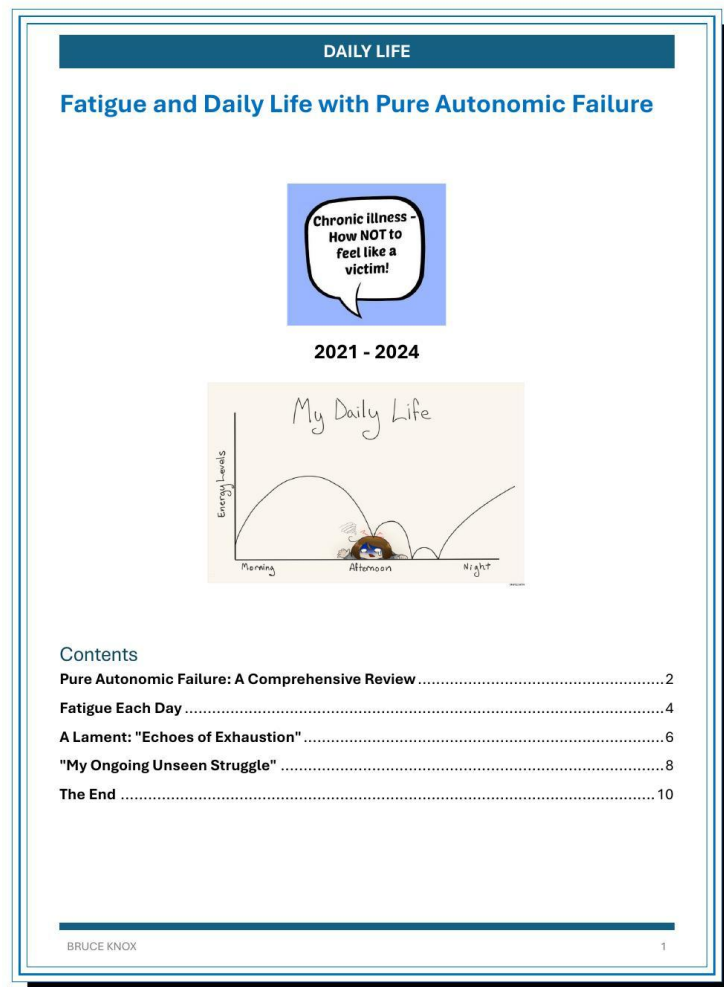 DAILY LIFE
Fatigue and Daily Life with Pure Autonomic Failure
Chronic illness -
How NOT to
feel like a
victim!
2021 - 2024
My Daily Life
Energy Levels
Morning Afternoon Night
Contents
Pure Autonomic Failure: A Comprehensive Review 2
Fatigue Each Day 4
A Lament: "Echoes of Exhaustion" 6
"My Ongoing Unseen Struggle" 8
The End 10
BRUCE KNOX 1